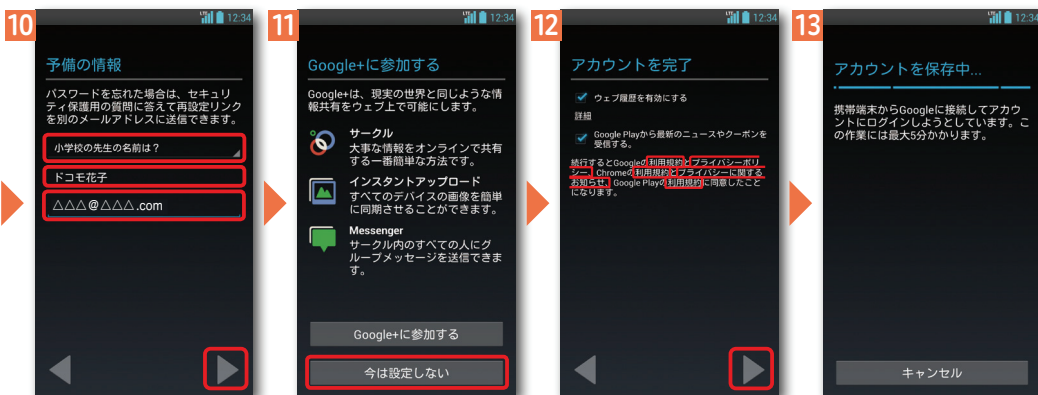 10
LTE 12:34
予備の情報
パスワードを忘れた場合は、セキュリ
ティ保護用の質問に答えて再設定リンク
を別のメールアドレスに送信できます。
小学校の先生の名前は？
ドコモ花子
△△△@△△△.com
11
LTE 12:34
Google+に参加する
Google+は、現実の世界と同じような情
報共有をウェブ上で可能にします。
サークル
大事な情報をオンラインで共有
する一番簡単な方法です。
インスタントアップロード
すべてのデバイスの画像を簡単
に同期させることができます。
Messenger
サークル内のすべての人にグ
ループメッセージを送信できま
す。
Google+に参加する
今は設定しない
12
LTE 12:34
アカウントを完了
ウェブ履歴を有効にする
詳細
Google Playから最新のニュースやクーポンを
受信する。
続行するとGoogleの利用規約とプライバシーポリ
シー、Chromeの利用規約とプライバシーに関する
お知らせ、Google Playの利用規約に同意したこと
になります。
13
LTE 12:34
アカウントを保存中...
携帯端末からGoogleに接続してアカウ
ントにログインしようとしています。こ
の作業には最大5分かかります。
キャンセル